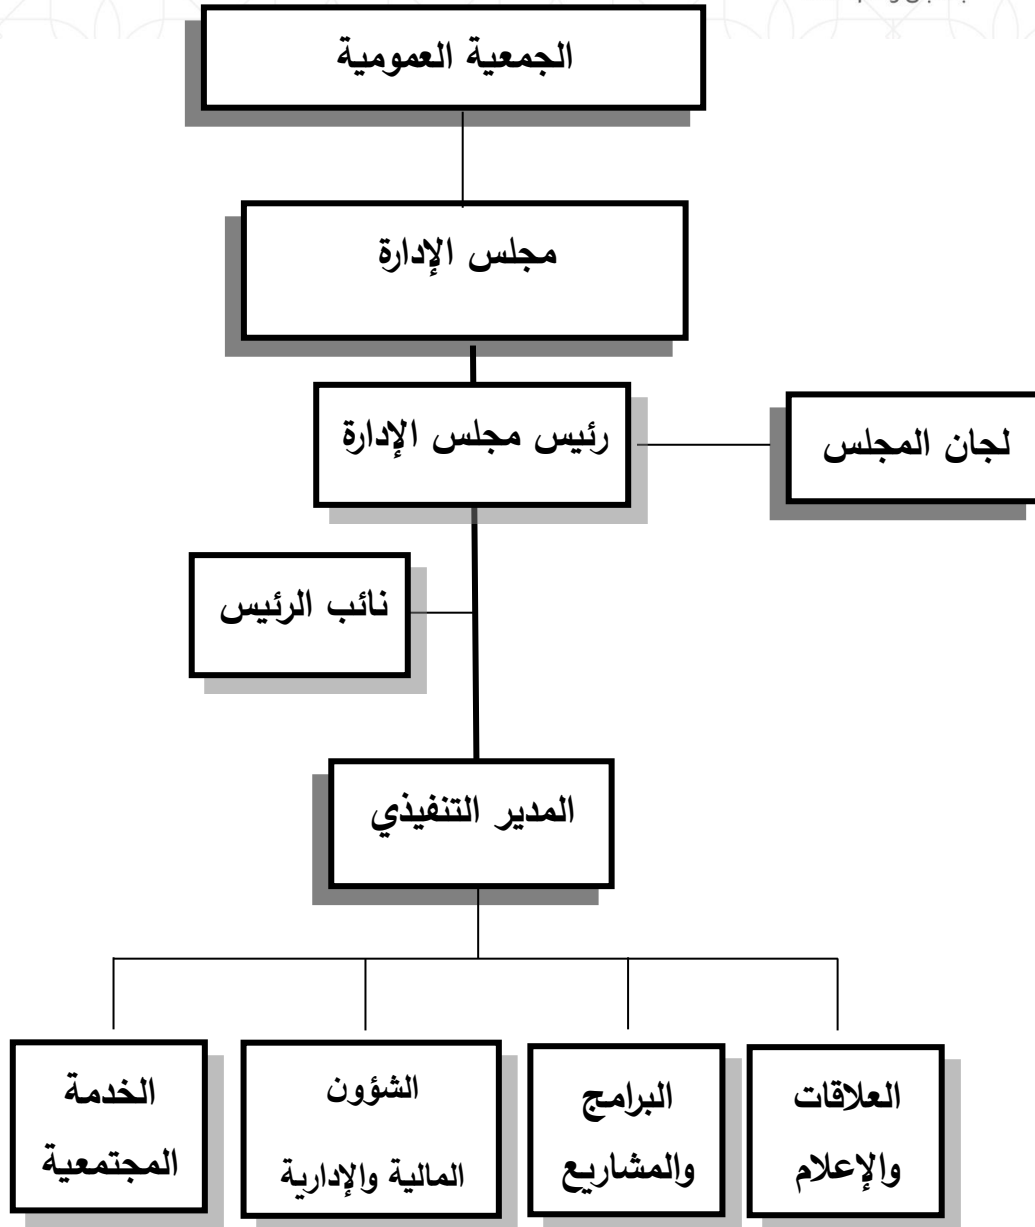 الجمعية العمومية
مجلس الإدارة
رئيس مجلس الإدارة
لجان المجلس
نائب الرئيس
المدير التنفيذي
العلاقات
والإعلام
البرامج
والمشاريع
الشؤون
المالية والإدارية
الخدمة
المجتمعية